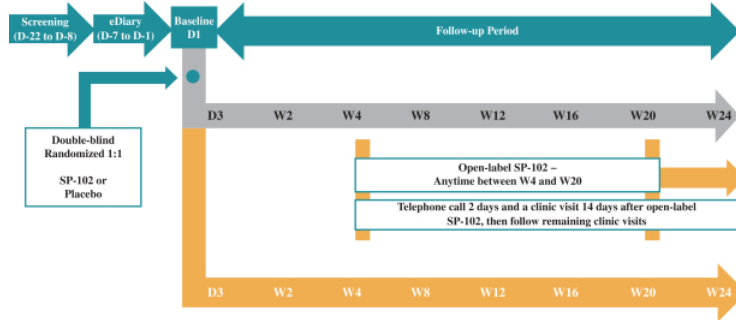 Screening
(D-22 to D-8)
eDiary
(D-7 to D-1)
Baseline
D1
Follow-up Period
D3 W2 W4 W8 W12 W16 W20 W24
Double-blind
Randomized 1:1
SP-102 or
Placebo
Open-label SP-102 –
Anytime between W4 and W20
Telephone call 2 days and a clinic visit 14 days after open-label
SP-102, then follow remaining clinic visits
D3 W2 W4 W8 W12 W16 W20 W24